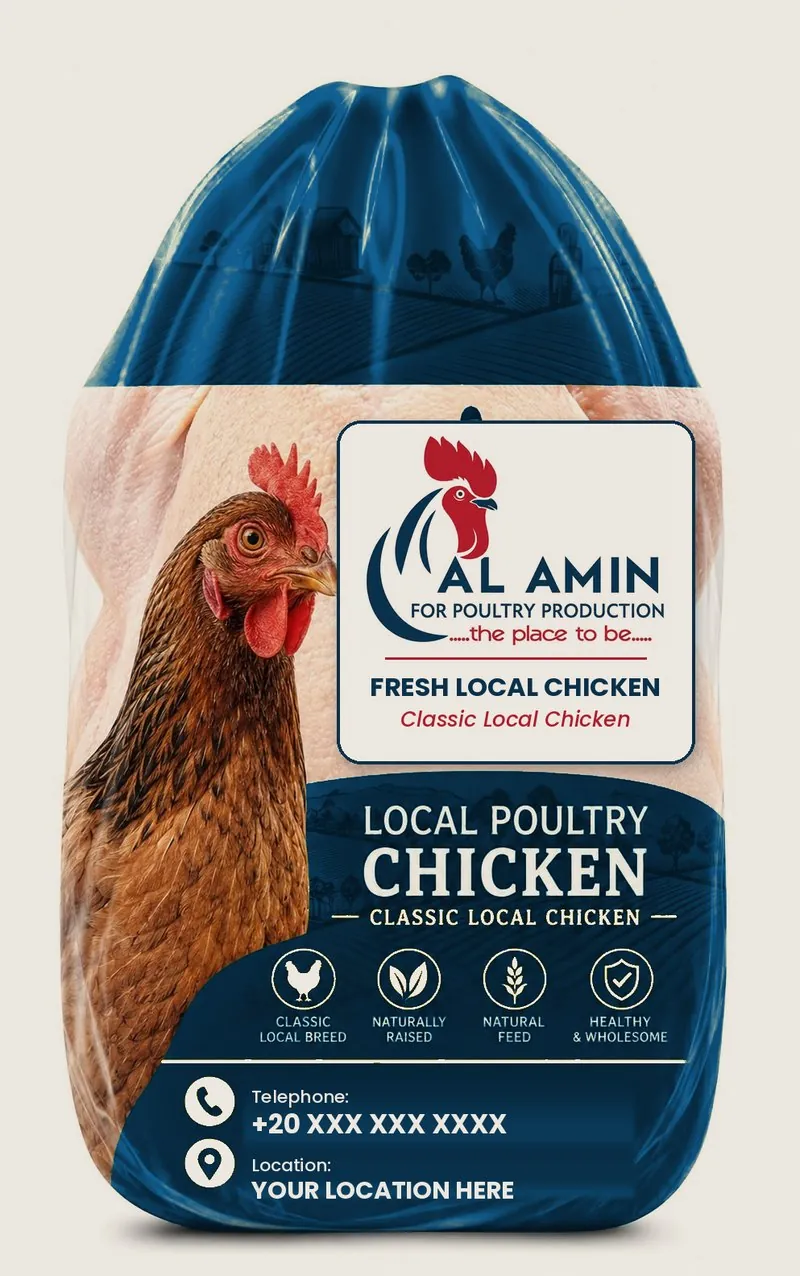 AL AMIN
FOR POULTRY PRODUCTION
.....the place to be.....
FRESH LOCAL CHICKEN
Classic Local Chicken
LOCAL POULTRY
CHICKEN
CLASSIC LOCAL CHICKEN
CLASSIC
LOCAL BREED
NATURALLY
RAISED
NATURAL
FEED
HEALTHY
& WHOLESOME
Telephone:
+20 XXX XXX XXXX
Location:
YOUR LOCATION HERE